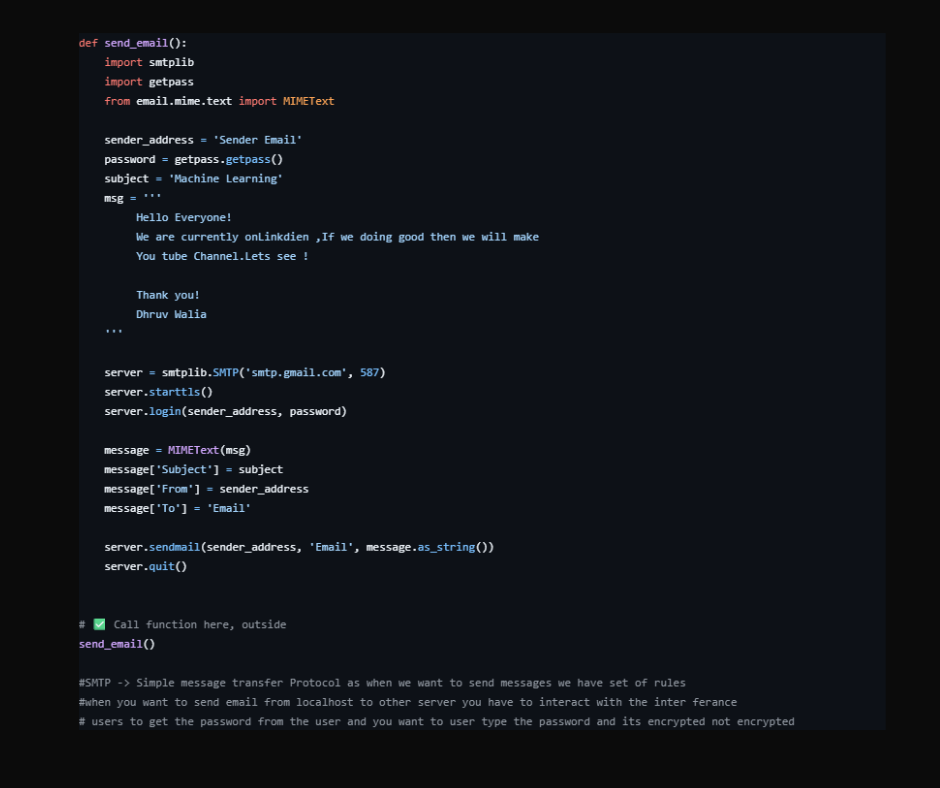 def send_email():
    import smtplib
    import getpass
    from email.mime.text import MIMEText

    sender_address = 'Sender Email'
    password = getpass.getpass()
    subject = 'Machine Learning'
    msg = '''
         Hello Everyone!
         We are currently onLinkdien ,If we doing good then we will make
         You tube Channel.Lets see !

         Thank you!
         Dhruv Walia
    '''

    server = smtplib.SMTP('smtp.gmail.com', 587)
    server.starttls()
    server.login(sender_address, password)

    message = MIMEText(msg)
    message['Subject'] = subject
    message['From'] = sender_address
    message['To'] = 'Email'

    server.sendmail(sender_address, 'Email', message.as_string())
    server.quit()


# ✅ Call function here, outside
send_email()

#SMTP -> Simple message transfer Protocol as when we want to send messages we have set of rules
#when you want to send email from localhost to other server you have to interact with the inter ferance
# users to get the password from the user and you want to user type the password and its encrypted not encrypted